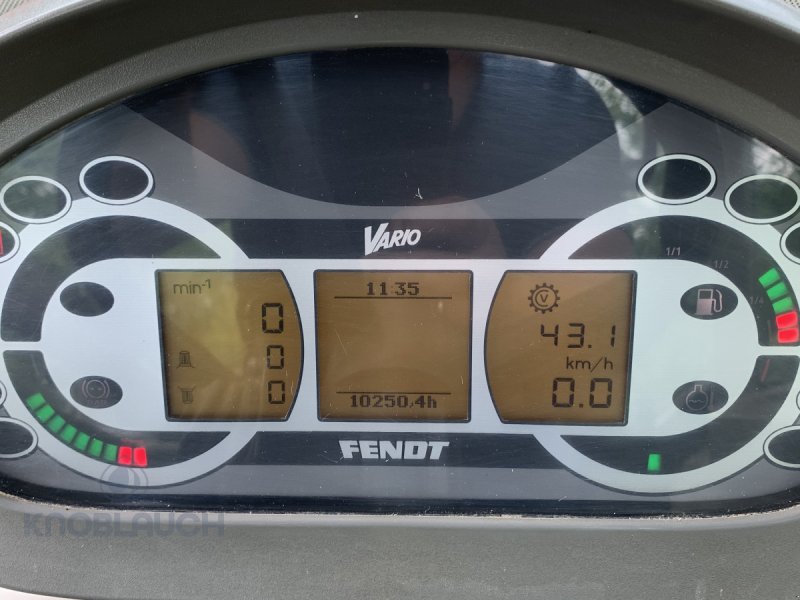 VARIO
1/1
1/2
1/4
min-1
0
0
0
11:35
10250,4h
V
43.1
km/h
0.0
FENDT
KNOBLAUCH